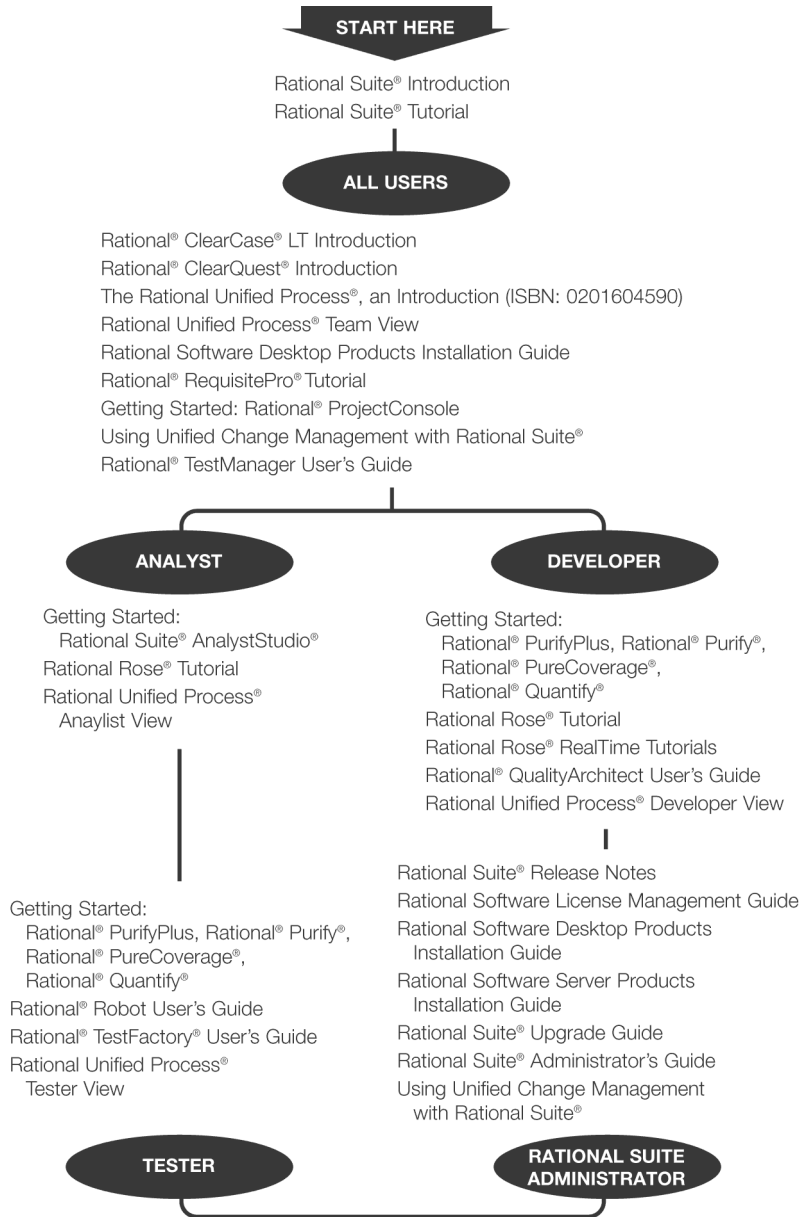 START HERE
Rational Suite® Introduction
Rational Suite® Tutorial
ALL USERS
Rational® ClearCase® LT Introduction
Rational® ClearQuest® Introduction
The Rational Unified Process®, an Introduction (ISBN: 0201604590)
Rational Unified Process® Team View
Rational Software Desktop Products Installation Guide
Rational® RequisitePro® Tutorial
Getting Started: Rational® ProjectConsole
Using Unified Change Management with Rational Suite®
Rational® TestManager User's Guide
ANALYST
Getting Started:
Rational Suite® AnalystStudio®
Rational Rose® Tutorial
Rational Unified Process®
Anaylist View
DEVELOPER
Getting Started:
Rational® PurifyPlus, Rational® Purify®,
Rational® PureCoverage®,
Rational® Quantify®
Rational Rose® Tutorial
Rational Rose® RealTime Tutorials
Rational® QualityArchitect User's Guide
Rational Unified Process® Developer View
Getting Started:
Rational® PurifyPlus, Rational® Purify®,
Rational® PureCoverage®,
Rational® Quantify®
Rational® Robot User's Guide
Rational® TestFactory® User's Guide
Rational Unified Process®
Tester View
TESTER
Rational Suite® Release Notes
Rational Software License Management Guide
Rational Software Desktop Products
Installation Guide
Rational Software Server Products
Installation Guide
Rational Suite® Upgrade Guide
Rational Suite® Administrator's Guide
Using Unified Change Management
with Rational Suite®
RATIONAL SUITE
ADMINISTRATOR